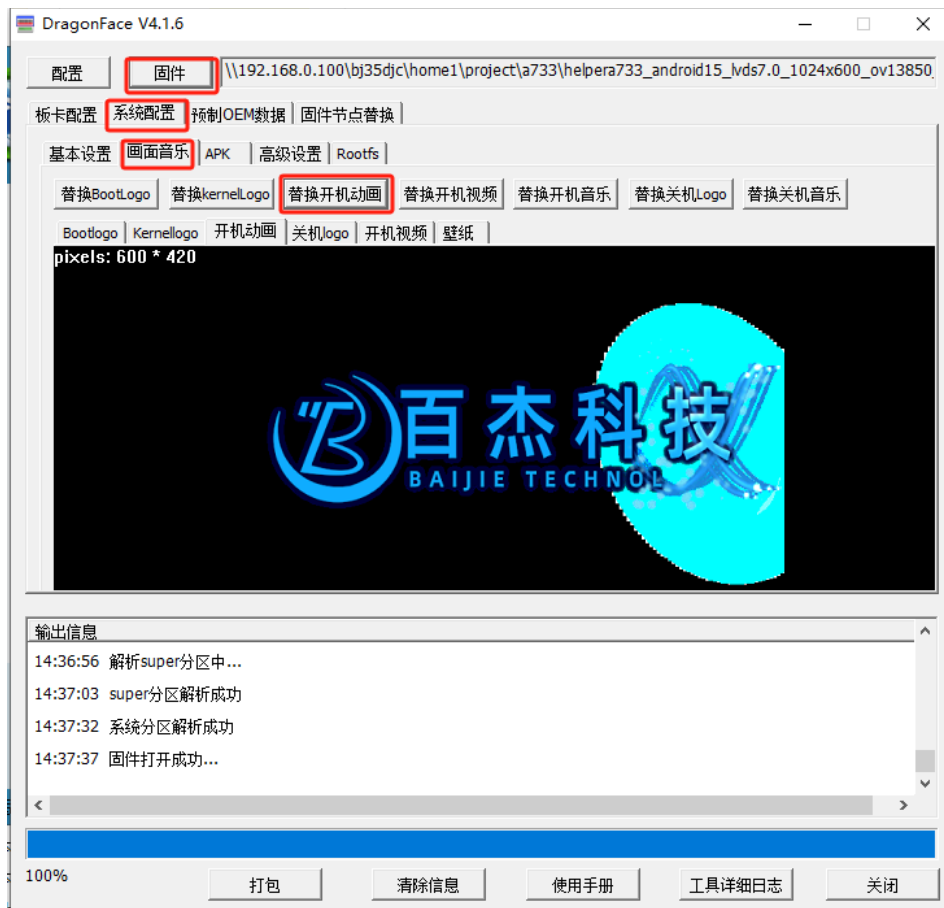 DragonFace V4.1.6
配置 固件 \\192.168.0.100\bj35djc\home1\project\a733\helpera733_android15_lvds7.0_1024x600_ov13850_
板卡配置 系统配置 预制OEM数据 固件节点替换
基本设置 画面音乐 APK 高级设置 Rootfs
替换BootLogo 替换kernelLogo 替换开机动画 替换开机视频 替换开机音乐 替换关机Logo 替换关机音乐
Bootlogo Kernellogo 开机动画 关机logo 开机视频 壁纸
pixels: 600 * 420
百杰科技
BAIJIE TECHNOL
输出信息
14:36:56 解析super分区中...
14:37:03 super分区解析成功
14:37:32 系统分区解析成功
14:37:37 固件打开成功...
100%
打包 清除信息 使用手册 工具详细日志 关闭